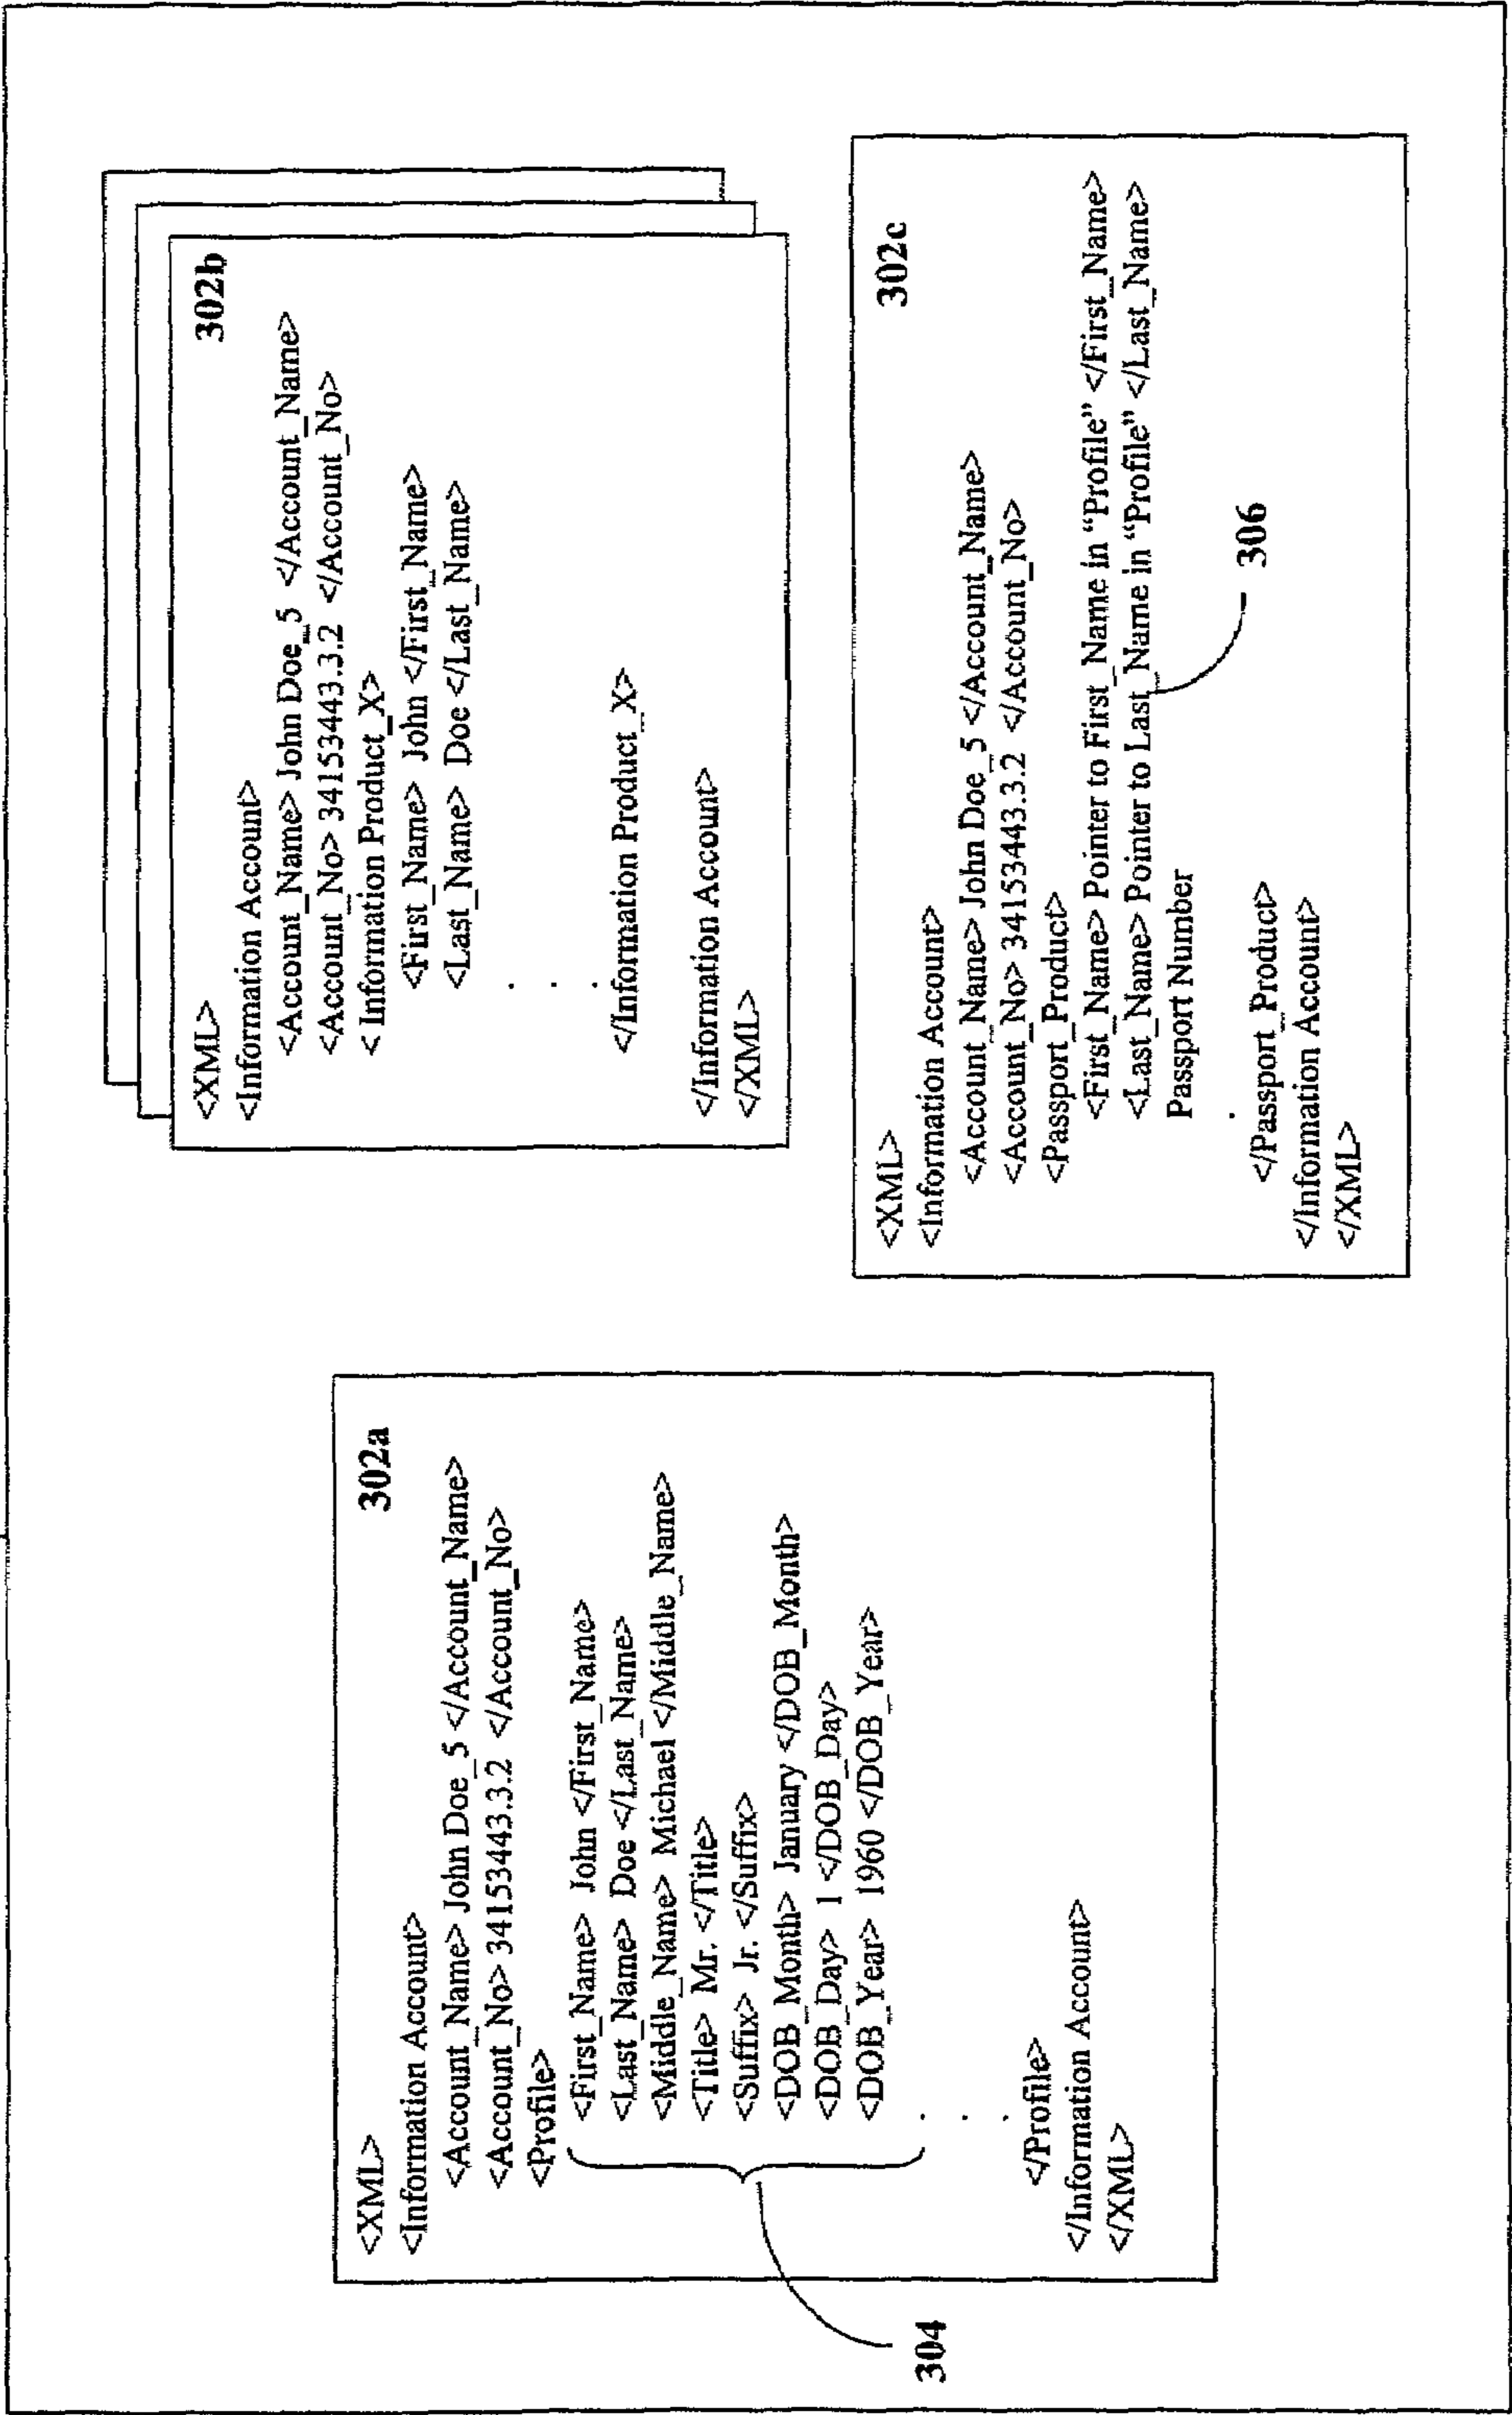 302a
<XML>
<Information Account>
<Account_Name> John Doe_5 </Account_Name>
<Account_No> 34153443.3.2 </Account_No>
<Profile>
<First_Name> John </First_Name>
<Last_Name> Doe </Last_Name>
<Middle_Name> Michael </Middle_Name>
<Title> Mr. </Title>
<Suffix> Jr. </Suffix>
<DOB_Month> January </DOB_Month>
<DOB_Day> 1 </DOB_Day>
<DOB_Year> 1960 </DOB_Year>
.
.
.
</Profile>
</Information Account>
</XML>
304
302b
<XML>
<Information Account>
<Account_Name> John Doe_5 </Account_Name>
<Account_No> 34153443.3.2 </Account_No>
< Information Product_X>
<First_Name> John </First_Name>
<Last_Name> Doe </Last_Name>
.
.
.
</Information Product_X>
</Information Account>
</XML>
302c
<XML>
<Information Account>
<Account_Name> John Doe_5 </Account_Name>
<Account_No> 34153443.3.2 </Account_No>
<Passport_Product>
<First_Name> Pointer to First_Name in “Profile” </First_Name>
<Last_Name> Pointer to Last_Name in “Profile” </Last_Name>
Passport Number
.
</Passport_Product>
</Information Account>
</XML>
306